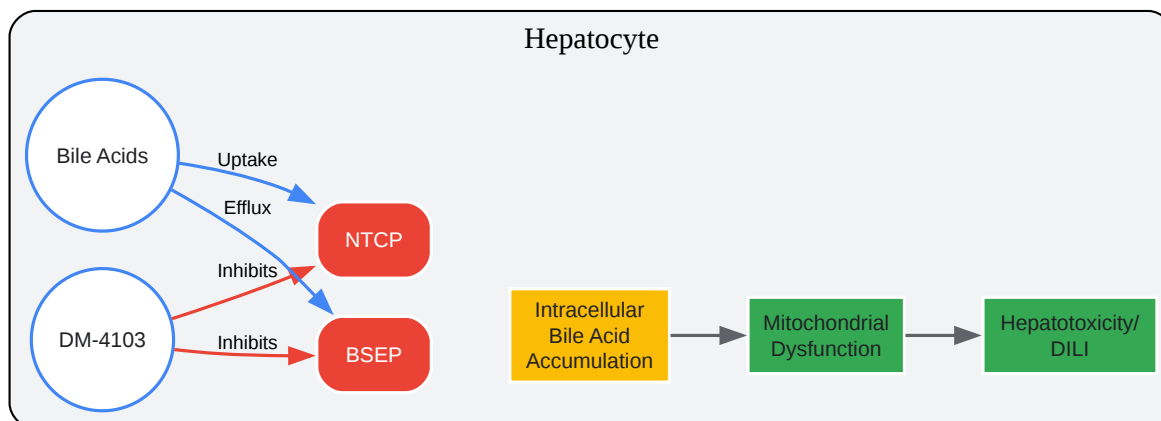 Hepatocyte
Bile Acids
Uptake
Efflux
NTCP
Inhibits
DM-4103
Inhibits
BSEP
Intracellular
Bile Acid
Accumulation
Mitochondrial
Dysfunction
Hepatotoxicity/
DILI